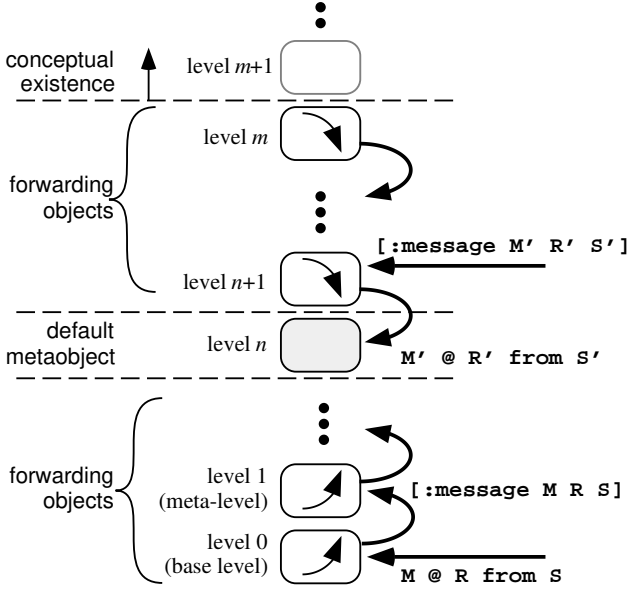 conceptual
existence
level m+1
level m
forwarding
objects
[:message M′ R′ S′]
level n+1
default
metaobject
level n
M′ @ R′ from S′
forwarding
objects
level 1
(meta-level)
[:message M R S]
level 0
(base level)
M @ R from S